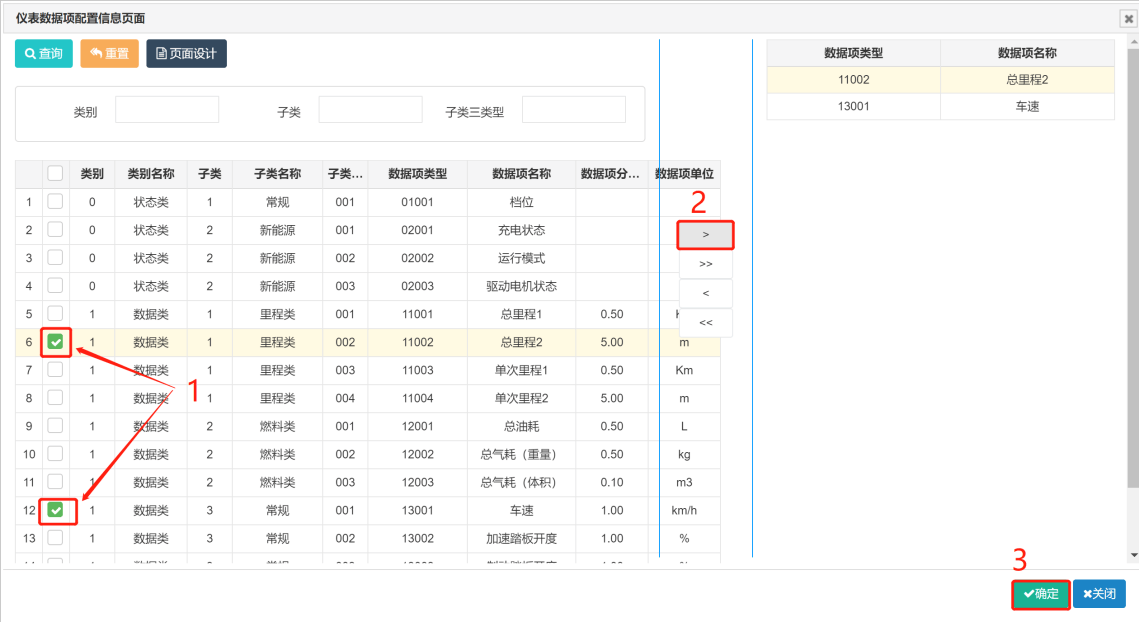 仪表数据项配置信息页面
查询 重置 页面设计
类别 子类 子类三类型
类别 类别名称 子类 子类名称 子类... 数据项类型 数据项名称 数据项分... 数据项单位
1 0 状态类 1 常规 001 01001 档位
2 0 状态类 2 新能源 001 02001 充电状态
3 0 状态类 2 新能源 002 02002 运行模式
4 0 状态类 2 新能源 003 02003 驱动电机状态
5 1 数据类 1 里程类 001 11001 总里程1 0.50
6 1 数据类 1 里程类 002 11002 总里程2 5.00 m
7 1 数据类 1 里程类 003 11003 单次里程1 0.50 Km
8 1 数据类 1 里程类 004 11004 单次里程2 5.00 m
9 1 数据类 2 燃料类 001 12001 总油耗 0.50 L
10 1 数据类 2 燃料类 002 12002 总气耗（重量） 0.50 kg
11 1 数据类 2 燃料类 003 12003 总气耗（体积） 0.10 m3
12 1 数据类 3 常规 001 13001 车速 1.00 km/h
13 1 数据类 3 常规 002 13002 加速踏板开度 1.00 %
1
2
>
>>
<
<<
数据项类型 数据项名称
11002 总里程2
13001 车速
3
确定 关闭